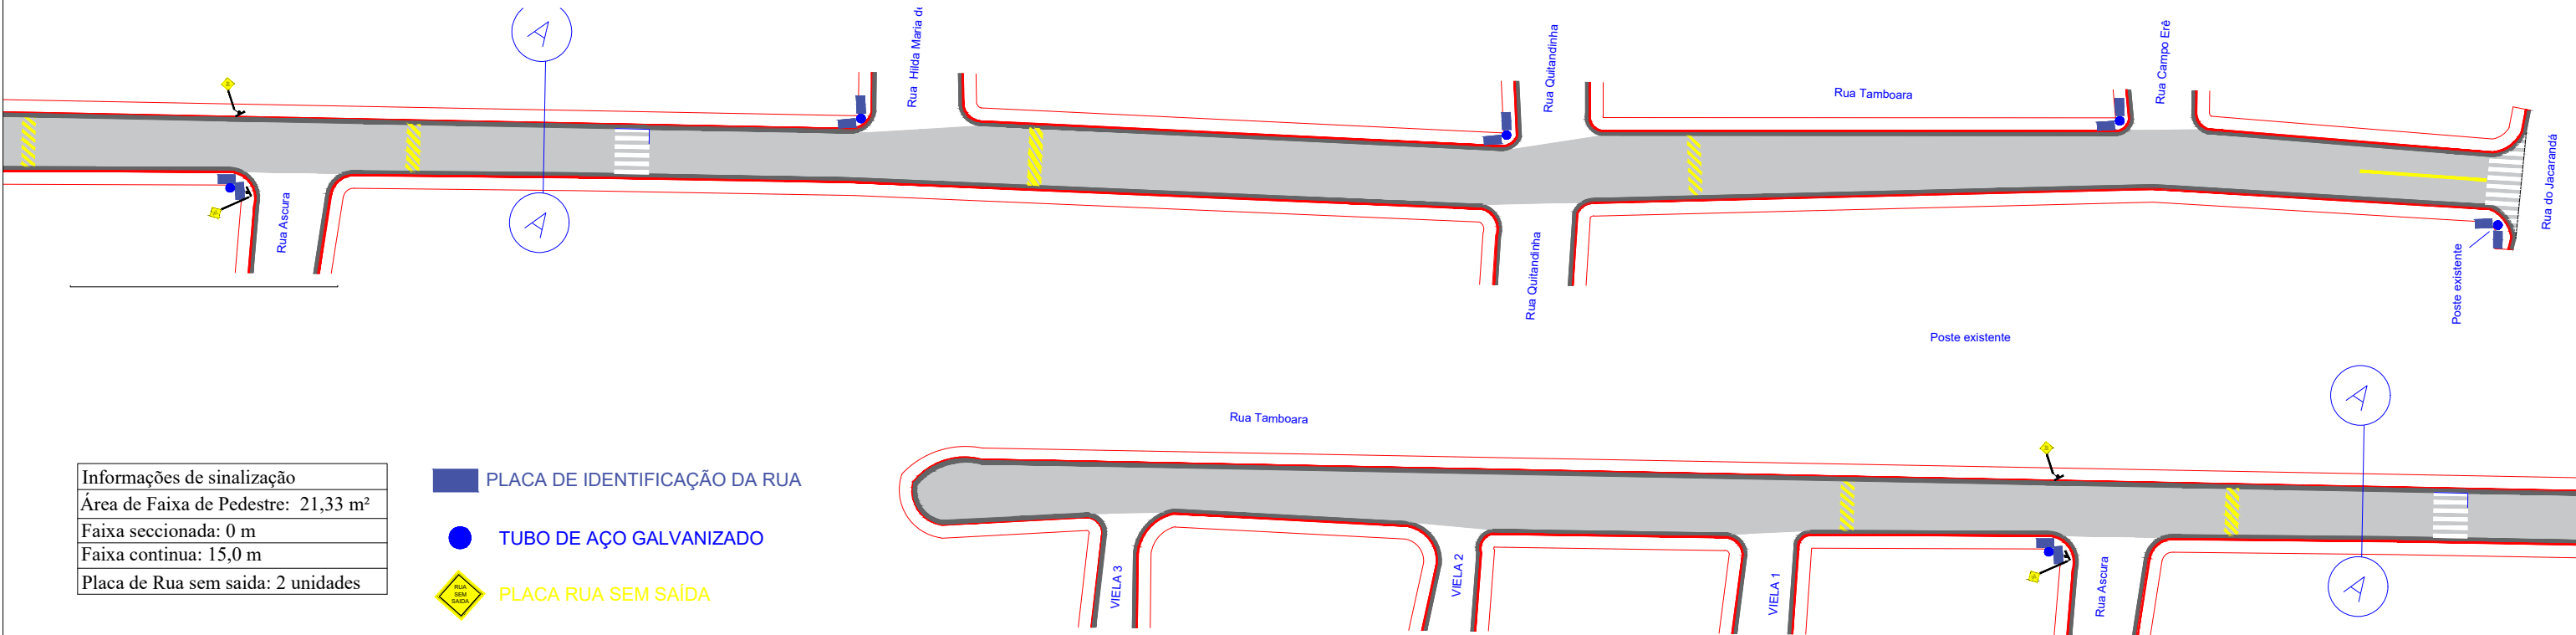 A
Rua Hilda Maria de
Rua Quitandinha
Rua Tamboara
Rua Campo Erê
Rua do Jacarandá
Rua Ascura
A
Rua Quitandinha
Poste existente
Poste existente
A
Rua Tamboara
Informações de sinalização
Área de Faixa de Pedestre: 21,33 m²
Faixa seccionada: 0 m
Faixa continua: 15,0 m
Placa de Rua sem saida: 2 unidades
PLACA DE IDENTIFICAÇÃO DA RUA
TUBO DE AÇO GALVANIZADO
RUA
SEM
SAIDA
PLACA RUA SEM SAÍDA
VIELA 3
VIELA 2
VIELA 1
Rua Ascura
A